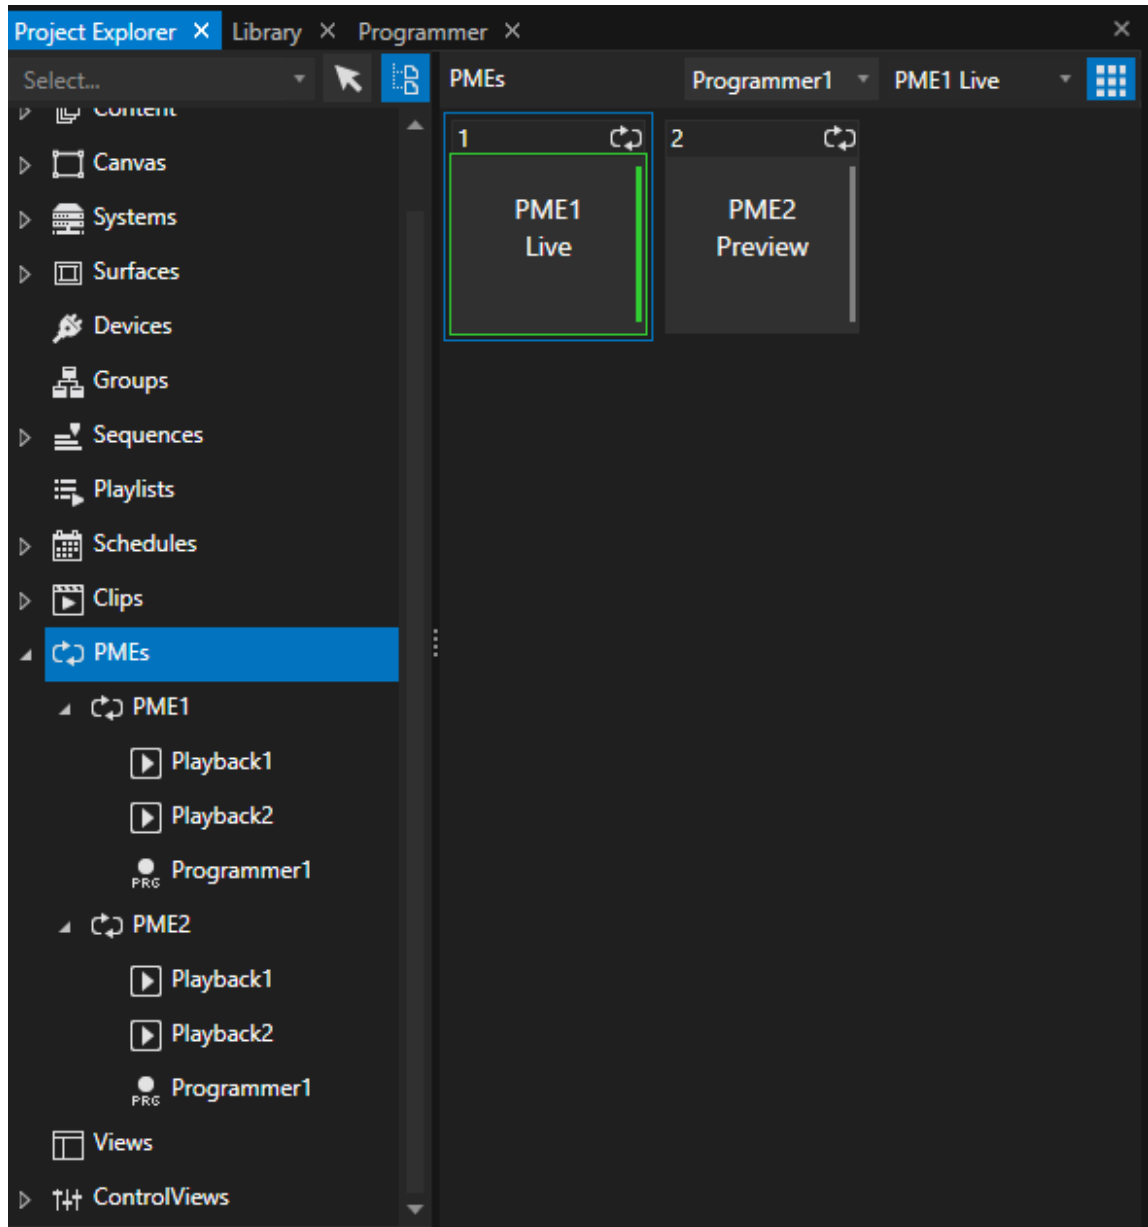 Project Explorer Library Programmer
Select... PMEs Programmer1 PME1 Live
Content
Canvas
Systems
Surfaces
Devices
Groups
Sequences
Playlists
Schedules
Clips
PMEs
PME1
Playback1
Playback2
PRG Programmer1
PME2
Playback1
Playback2
PRG Programmer1
Views
ControlViews
1
PME1
Live
2
PME2
Preview